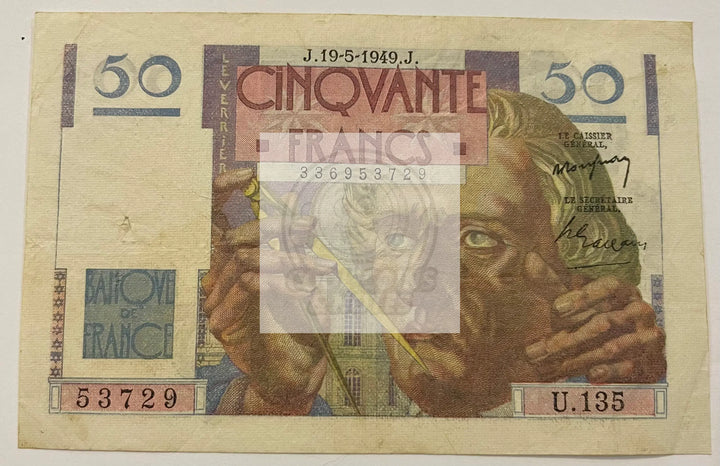 J.19-5-1949.J.
50
LEVERRIER
CINQVANTE
50
FRANCS
LE CAISSIER
GÉNÉRAL,
336953729
LE SECRÉTAIRE
GÉNÉRAL,
BANQVE
DE
FRANCE
53729
U.135